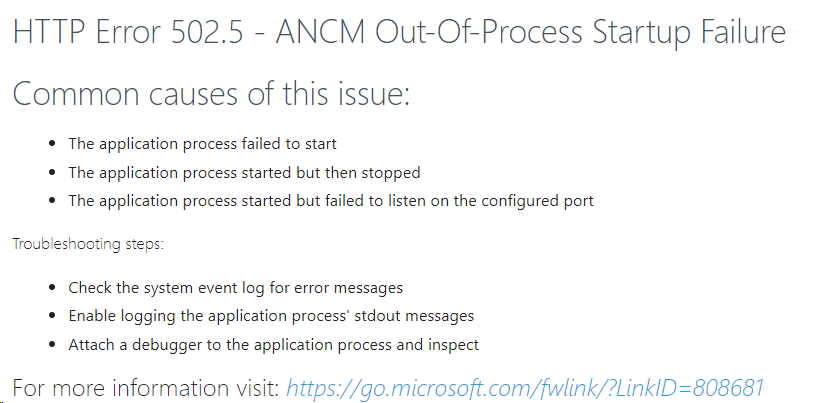 HTTP Error 502.5 - ANCM Out-Of-Process Startup Failure
Common causes of this issue:
• The application process failed to start
• The application process started but then stopped
• The application process started but failed to listen on the configured port
Troubleshooting steps:
• Check the system event log for error messages
• Enable logging the application process' stdout messages
• Attach a debugger to the application process and inspect
For more information visit: https://go.microsoft.com/fwlink/?LinkID=808681